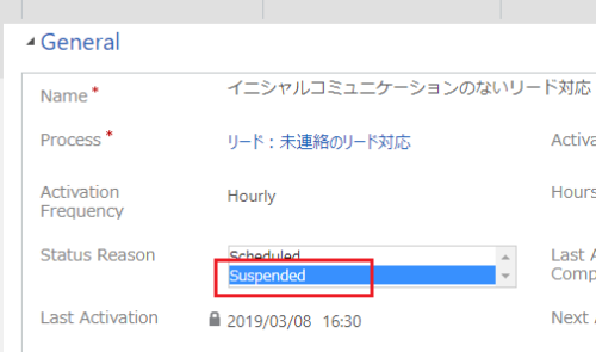 General
Name * イニシャルコミュニケーションのないリード対応
Process * リード：未連絡のリード対応 Activa
Activation Frequency Hourly Hours
Status Reason Scheduled Last A
Suspended Comp
Last Activation 2019/03/08 16:30 Next